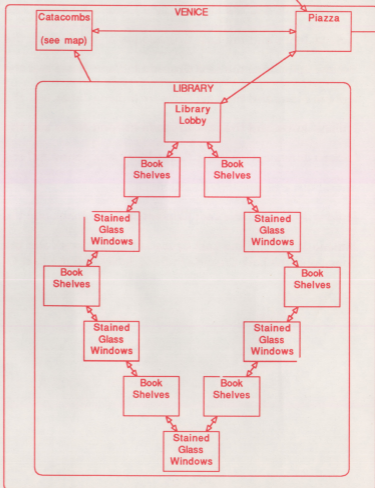 VENICE
Catacombs
(see map)
Piazza
LIBRARY
Library
Lobby
Book
Shelves
Book
Shelves
Stained
Glass
Windows
Stained
Glass
Windows
Book
Shelves
Book
Shelves
Stained
Glass
Windows
Stained
Glass
Windows
Book
Shelves
Book
Shelves
Stained
Glass
Windows